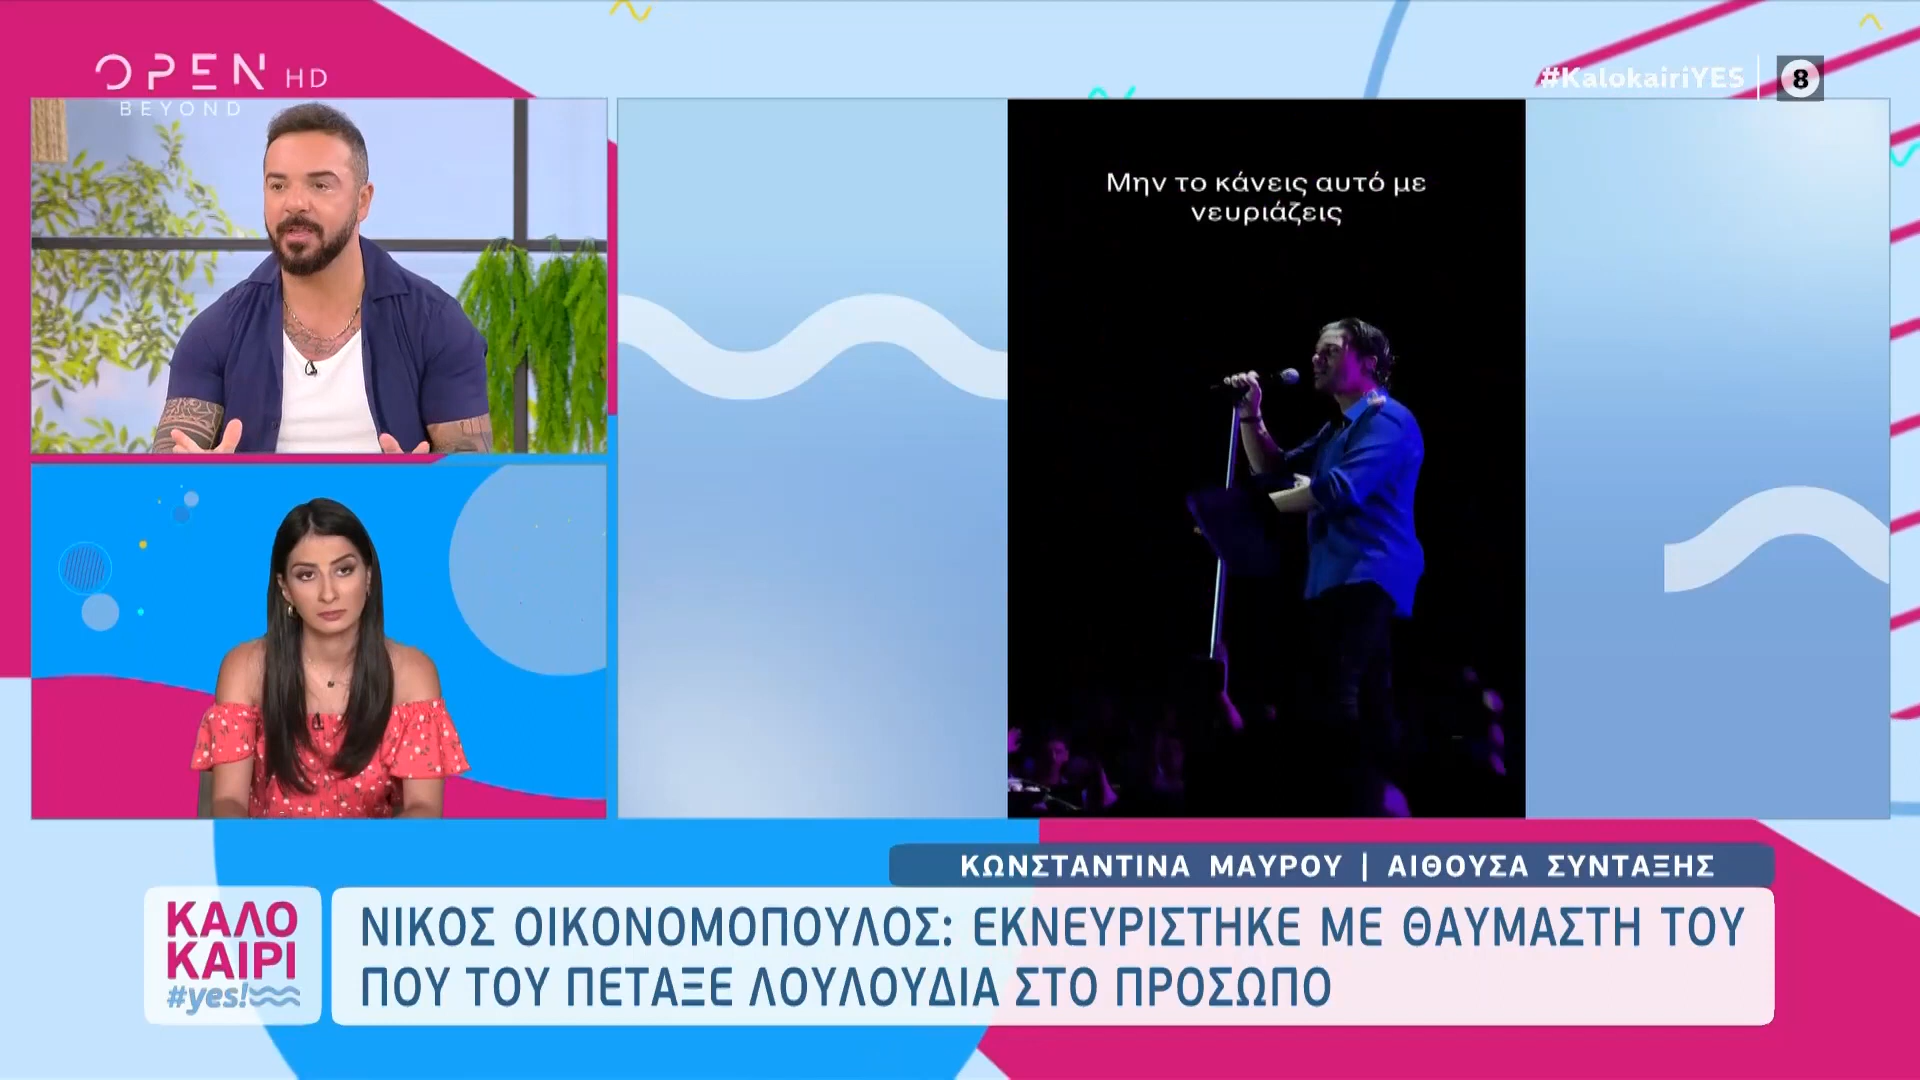 OPEN HD
BEYOND
#KalokairiYES
8
Μην το κάνεις αυτό με
νευριάζεις
ΚΩΝΣΤΑΝΤΙΝΑ ΜΑΥΡΟΥ | ΑΙΘΟΥΣΑ ΣΥΝΤΑΞΗΣ
ΚΑΛΟ
ΚΑΙΡΙ
#yes!
ΝΙΚΟΣ ΟΙΚΟΝΟΜΟΠΟΥΛΟΣ: ΕΚΝΕΥΡΙΣΤΗΚΕ ΜΕ ΘΑΥΜΑΣΤΗ ΤΟΥ
ΠΟΥ ΤΟΥ ΠΕΤΑΞΕ ΛΟΥΛΟΥΔΙΑ ΣΤΟ ΠΡΟΣΩΠΟ